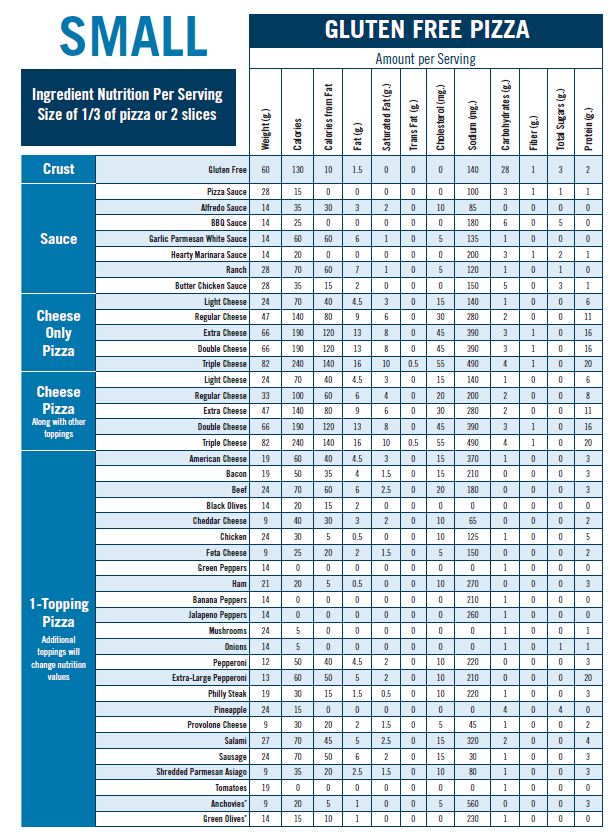 SMALL
GLUTEN FREE PIZZA
Amount per Serving
Ingredient Nutrition Per Serving
Size of 1/3 of pizza or 2 slices
Weight (g.) Calories Calories from Fat Fat (g.) Saturated Fat (g.) Trans Fat (g.) Cholesterol (mg.) Sodium (mg.) Carbohydrates (g.) Fiber (g.) Total Sugars (g.) Protein (g.)
Crust
Gluten Free 60 130 10 1.5 0 0 0 140 28 1 3 2
Sauce
Pizza Sauce 28 15 0 0 0 0 0 100 3 1 1 1
Alfredo Sauce 14 35 30 3 2 0 10 85 0 0 0 0
BBQ Sauce 14 25 0 0 0 0 0 180 6 0 5 0
Garlic Parmesan White Sauce 14 60 60 6 1 0 5 135 1 0 0 0
Hearty Marinara Sauce 14 20 0 0 0 0 0 200 3 1 2 1
Ranch 28 70 60 7 1 0 5 120 1 0 1 0
Butter Chicken Sauce 28 35 15 2 0 0 0 150 5 0 3 1
Cheese
Only
Pizza
Light Cheese 24 70 40 4.5 3 0 15 140 1 0 0 6
Regular Cheese 47 140 80 9 6 0 30 280 2 0 0 11
Extra Cheese 66 190 120 13 8 0 45 390 3 1 0 16
Double Cheese 66 190 120 13 8 0 45 390 3 1 0 16
Triple Cheese 82 240 140 16 10 0.5 55 490 4 1 0 20
Cheese
Pizza
Along with other
toppings
Light Cheese 24 70 40 4.5 3 0 15 140 1 0 0 6
Regular Cheese 33 100 60 6 4 0 20 200 2 0 0 8
Extra Cheese 47 140 80 9 6 0 30 280 2 0 0 11
Double Cheese 66 190 120 13 8 0 45 390 3 1 0 16
Triple Cheese 82 240 140 16 10 0.5 55 490 4 1 0 20
1-Topping
Pizza
Additional
toppings will
change nutrition
values
American Cheese 19 60 40 4.5 3 0 15 370 1 0 0 3
Bacon 19 50 35 4 1.5 0 15 210 0 0 0 3
Beef 24 70 60 6 2.5 0 20 180 0 0 0 3
Black Olives 14 20 15 2 0 0 0 0 0 0 0 0
Cheddar Cheese 9 40 30 3 2 0 10 65 0 0 0 2
Chicken 24 30 5 0.5 0 0 10 125 1 0 0 5
Feta Cheese 9 25 20 2 1.5 0 5 150 0 0 0 2
Green Peppers 14 0 0 0 0 0 0 0 1 0 0 0
Ham 21 20 5 0.5 0 0 10 270 0 0 0 3
Banana Peppers 14 0 0 0 0 0 0 210 1 0 0 0
Jalapeno Peppers 14 0 0 0 0 0 0 260 1 0 0 0
Mushrooms 24 5 0 0 0 0 0 0 1 0 0 1
Onions 14 5 0 0 0 0 0 0 1 0 1 1
Pepperoni 12 50 40 4.5 2 0 10 220 0 0 0 3
Extra-Large Pepperoni 13 60 50 5 2 0 10 210 0 0 0 20
Philly Steak 19 30 15 1.5 0.5 0 10 220 1 0 0 3
Pineapple 24 15 0 0 0 0 0 0 4 0 4 0
Provolone Cheese 9 30 20 2 1.5 0 5 45 1 0 0 2
Salami 27 70 45 5 2.5 0 15 320 2 0 0 4
Sausage 24 70 50 6 2 0 15 30 1 0 0 3
Shredded Parmesan Asiago 9 35 20 2.5 1.5 0 10 80 1 0 0 3
Tomatoes 19 0 0 0 0 0 0 0 1 0 0 0
Anchovies* 9 20 5 1 0 0 5 560 0 0 0 3
Green Olives* 14 15 10 1 0 0 0 230 1 0 0 0